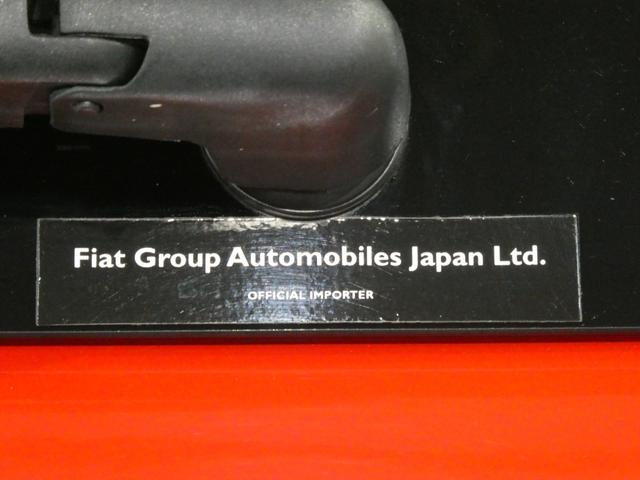 Fiat Group Automobiles Japan Ltd.
OFFICIAL IMPORTER